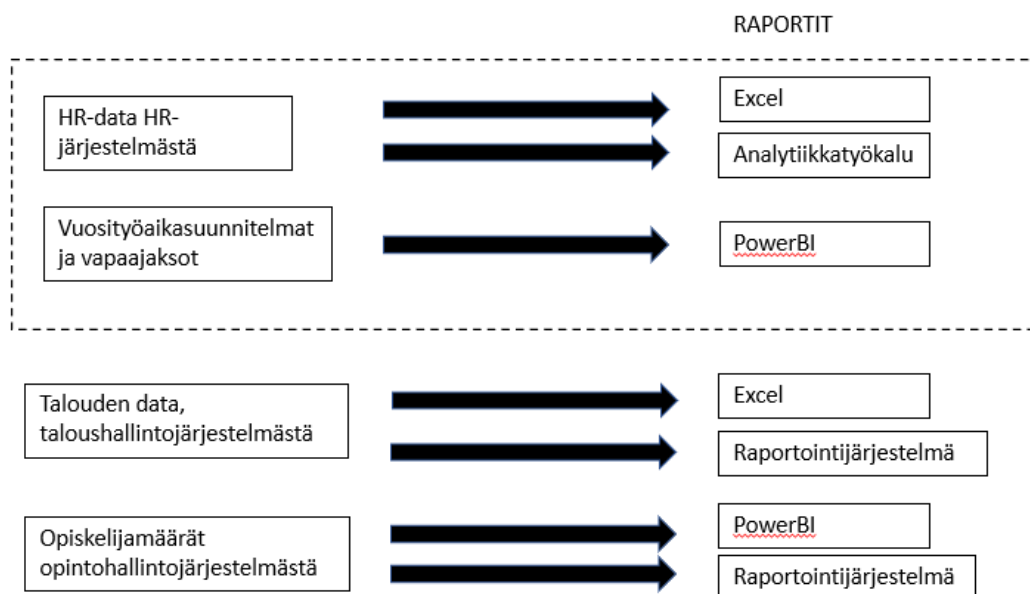 RAPORTIT
HR-data HR-
järjestelmästä
Excel
Analytiikkatyökalu
Vuosityöaikasuunnitelmat
ja vapaajaksot
PowerBI
Talouden data,
taloushallintojärjestelmästä
Excel
Raportointijärjestelmä
Opiskelijamäärät
opintohallintojärjestelmästä
PowerBI
Raportointijärjestelmä